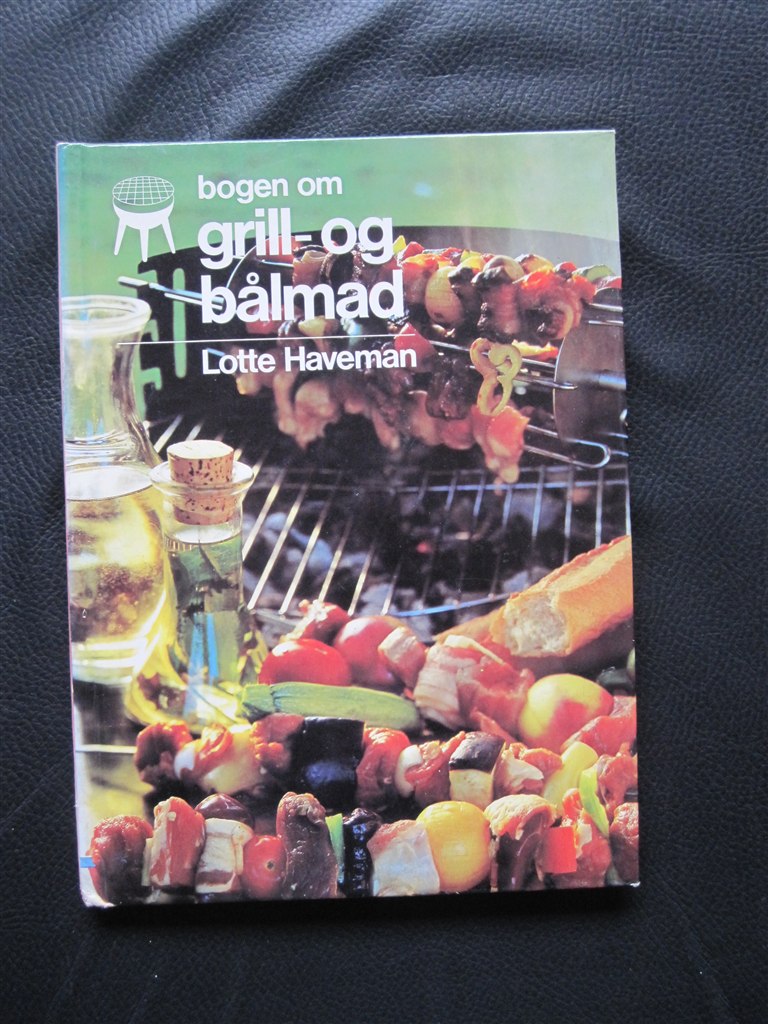 bogen om
grill- og
bålmad
Lotte Haveman